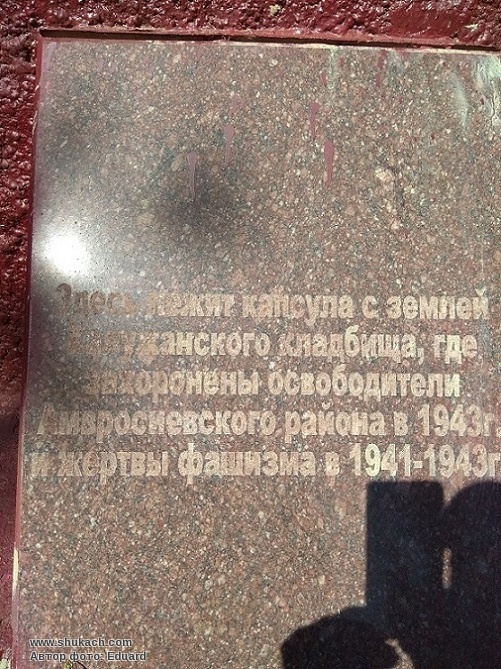 Здесь лежит капсула с землей
кладбища, где
захоронены освободители
Амвросиевского района в 1943г.
и жертвы фашизма в 1941-1943г
www.shukach.com
Автор фото: Eduard